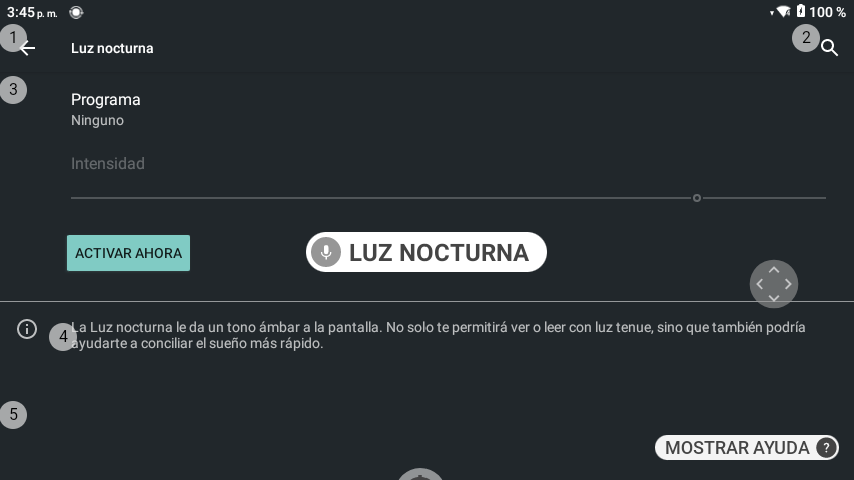 3:45 p. m.
100 %
1
Luz nocturna
2
3
Programa
Ninguno
Intensidad
ACTIVAR AHORA
LUZ NOCTURNA
4
La Luz nocturna le da un tono ámbar a la pantalla. No solo te permitirá ver o leer con luz tenue, sino que también podría
ayudarte a conciliar el sueño más rápido.
5
MOSTRAR AYUDA ?